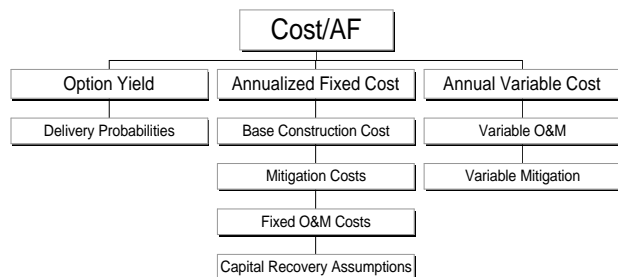 Cost/AF
Option Yield
Annualized Fixed Cost
Annual Variable Cost
Delivery Probabilities
Base Construction Cost
Variable O&M
Mitigation Costs
Variable Mitigation
Fixed O&M Costs
Capital Recovery Assumptions